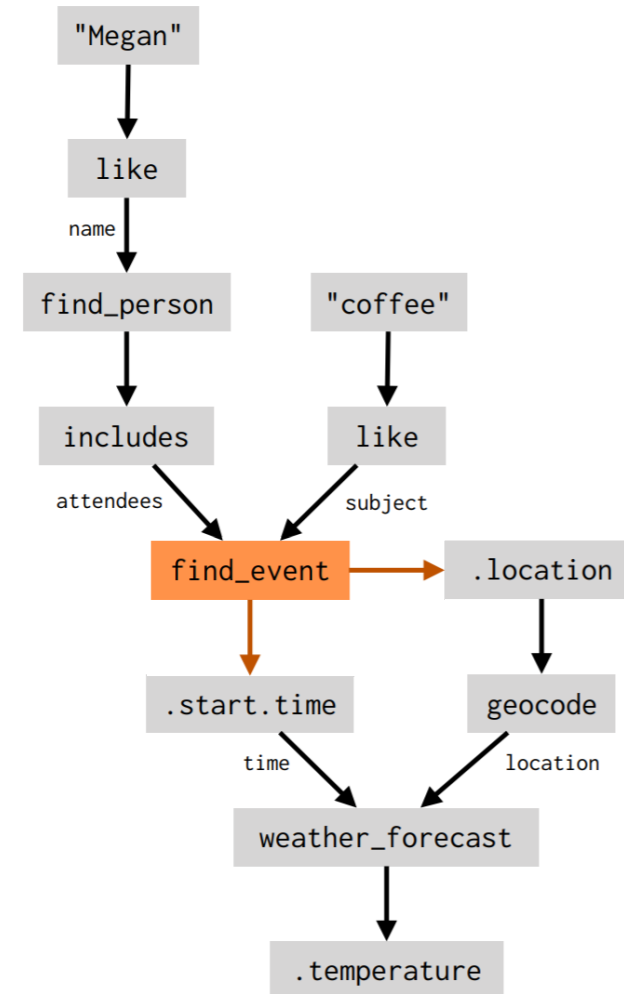 "Megan"
like
name
find_person
"coffee"
includes
like
attendees
subject
find_event
.location
.start.time
geocode
time
location
weather_forecast
.temperature